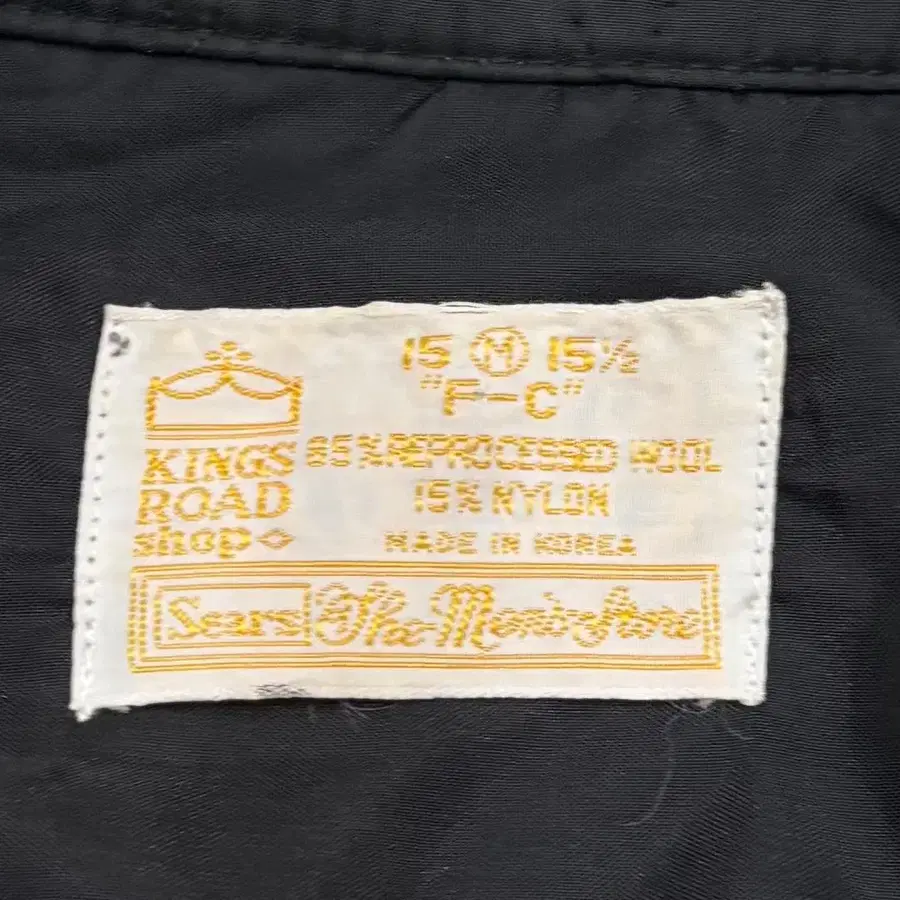 15 M 15½
"F-C"
KINGS
ROAD
shop
85% REPROCESSED WOOL
15% NYLON
MADE IN KOREA
Sears The Men's Store